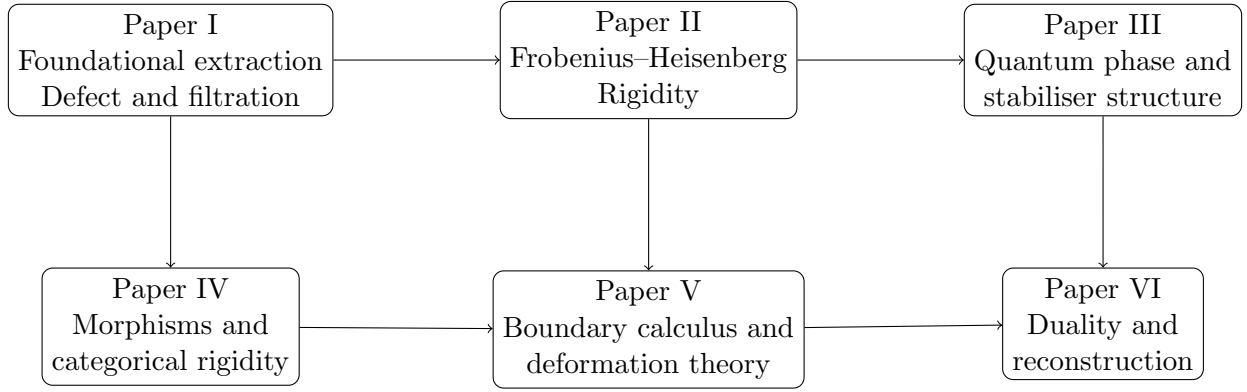 Paper I
Foundational extraction
Defect and filtration
Paper II
Frobenius–Heisenberg
Rigidity
Paper III
Quantum phase and
stabiliser structure
Paper IV
Morphisms and
categorical rigidity
Paper V
Boundary calculus and
deformation theory
Paper VI
Duality and
reconstruction